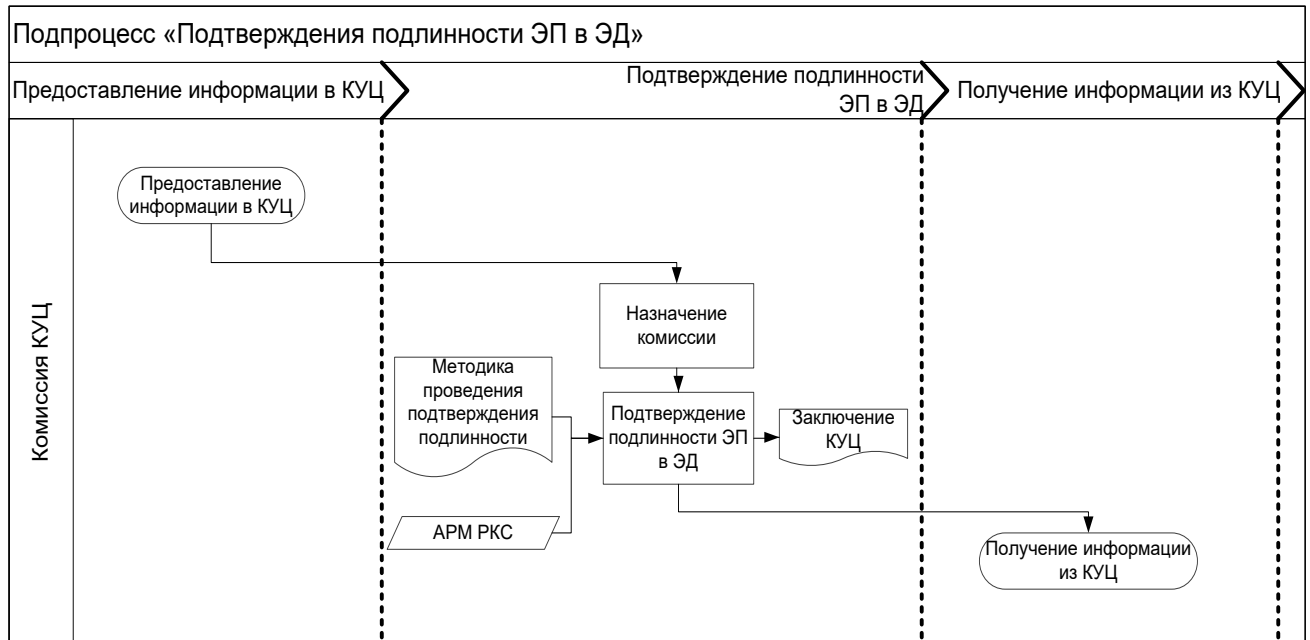 Подпроцесс «Подтверждения подлинности ЭП в ЭД»
Предоставление информации в КУЦ
Подтверждение подлинности
ЭП в ЭД
Получение информации из КУЦ
Комиссия КУЦ
Предоставление
информации в КУЦ
Назначение
комиссии
Методика
проведения
подтверждения
подлинности
Подтверждение
подлинности ЭП
в ЭД
Заключение
КУЦ
АРМ РКС
Получение информации
из КУЦ